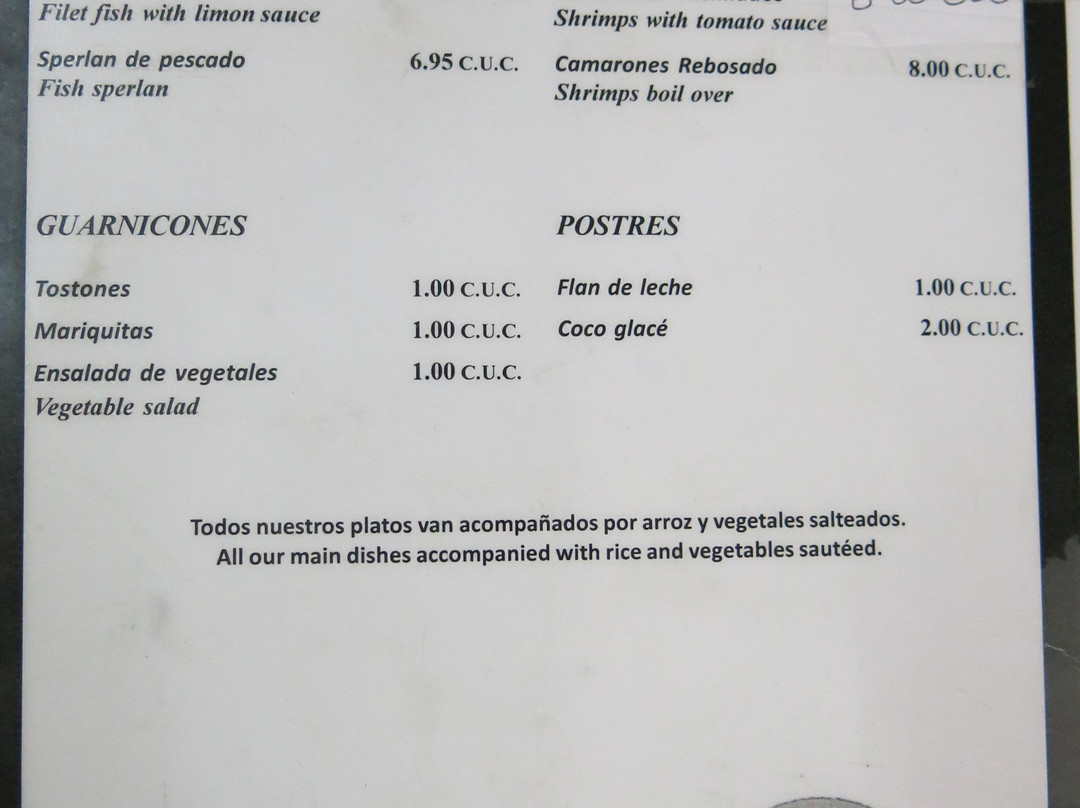 Filet fish with limon sauce
Sperlan de pescado 6.95 C.U.C.
Fish sperlan
Shrimps with tomato sauce
Camarones Rebosado 8.00 C.U.C.
Shrimps boil over
GUARNICONES
Tostones 1.00 C.U.C.
Mariquitas 1.00 C.U.C.
Ensalada de vegetales 1.00 C.U.C.
Vegetable salad
POSTRES
Flan de leche 1.00 C.U.C.
Coco glacé 2.00 C.U.C.
Todos nuestros platos van acompañados por arroz y vegetales salteados.
All our main dishes accompanied with rice and vegetables sautéed.